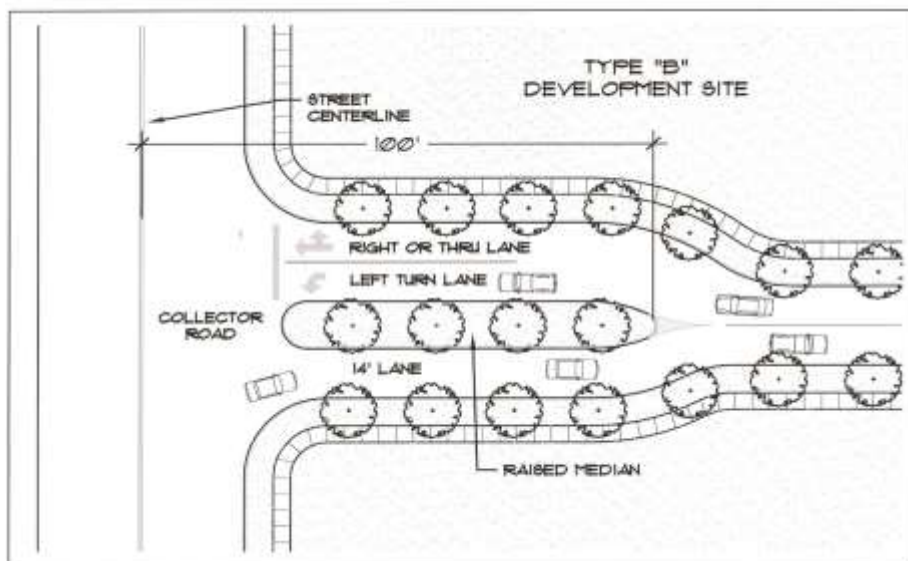 TYPE "B"
DEVELOPMENT SITE
STREET
CENTERLINE
100'
RIGHT OR THRU LANE
LEFT TURN LANE
COLLECTOR
ROAD
14' LANE
RAISED MEDIAN